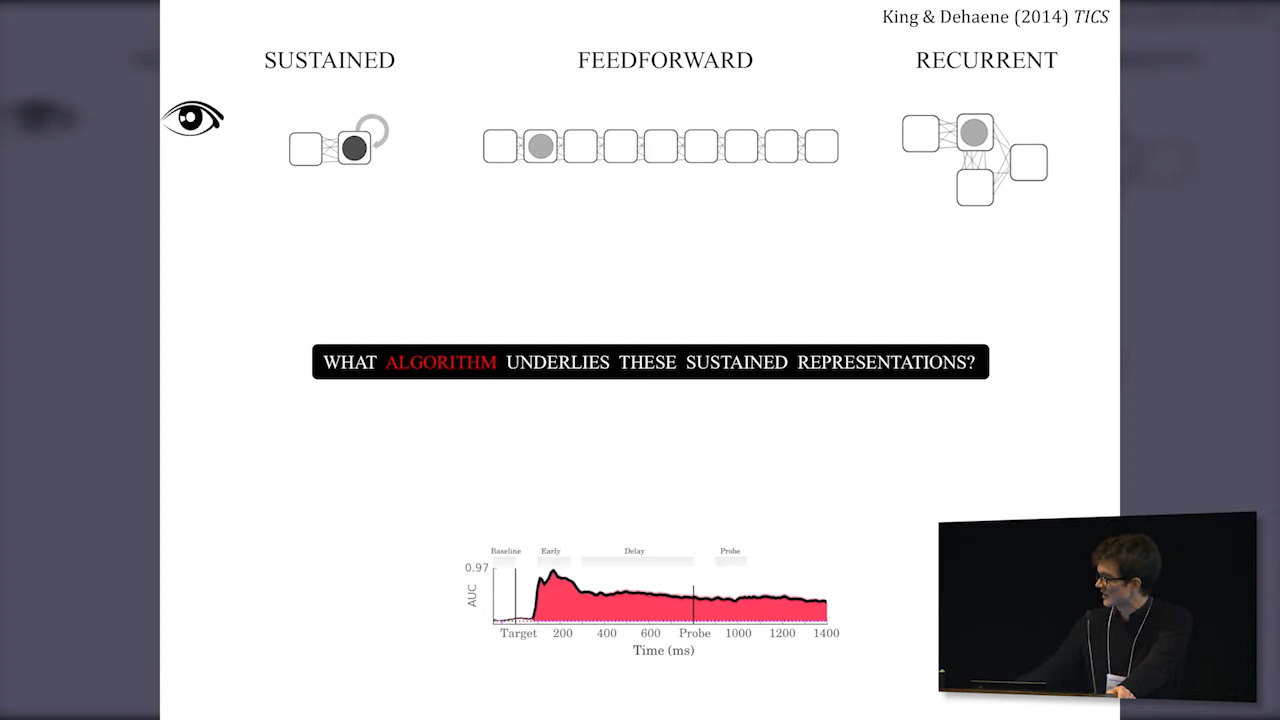 King & Dehaene (2014) TICS
SUSTAINED FEEDFORWARD RECURRENT
WHAT ALGORITHM UNDERLIES THESE SUSTAINED REPRESENTATIONS?
Baseline Early Delay Probe
0.97
AUC
Target 200 400 600 Probe 1000 1200 1400
Time (ms)